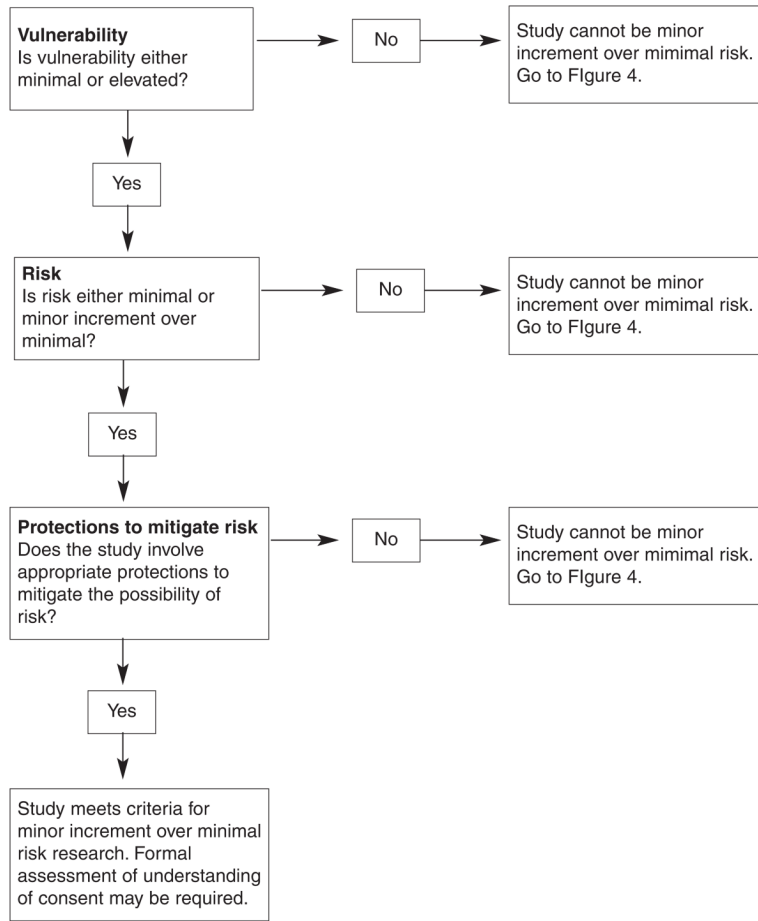 Vulnerability
Is vulnerability either
minimal or elevated?
No
Study cannot be minor
increment over mimimal risk.
Go to FIgure 4.
Yes
Risk
Is risk either minimal or
minor increment over
minimal?
No
Study cannot be minor
increment over mimimal risk.
Go to FIgure 4.
Yes
Protections to mitigate risk
Does the study involve
appropriate protections to
mitigate the possibility of
risk?
No
Study cannot be minor
increment over mimimal risk.
Go to FIgure 4.
Yes
Study meets criteria for
minor increment over minimal
risk research. Formal
assessment of understanding
of consent may be required.